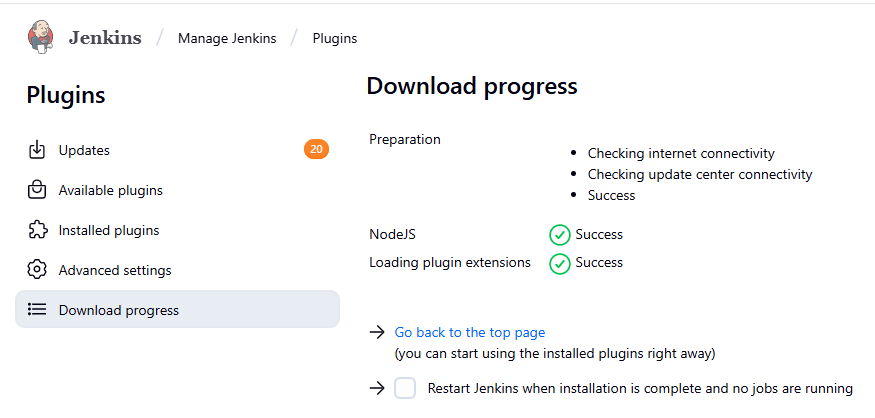 Jenkins / Manage Jenkins / Plugins
Plugins
Updates 20
Available plugins
Installed plugins
Advanced settings
Download progress
Download progress
Preparation
• Checking internet connectivity
• Checking update center connectivity
• Success
NodeJS Success
Loading plugin extensions Success
Go back to the top page
(you can start using the installed plugins right away)
Restart Jenkins when installation is complete and no jobs are running